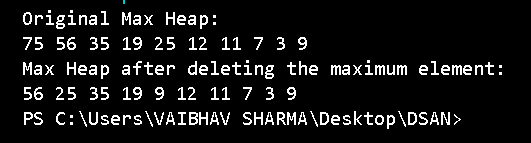 Original Max Heap:
75 56 35 19 25 12 11 7 3 9
Max Heap after deleting the maximum element:
56 25 35 19 9 12 11 7 3 9
PS C:\Users\VAIBHAV SHARMA\Desktop\DSAN>